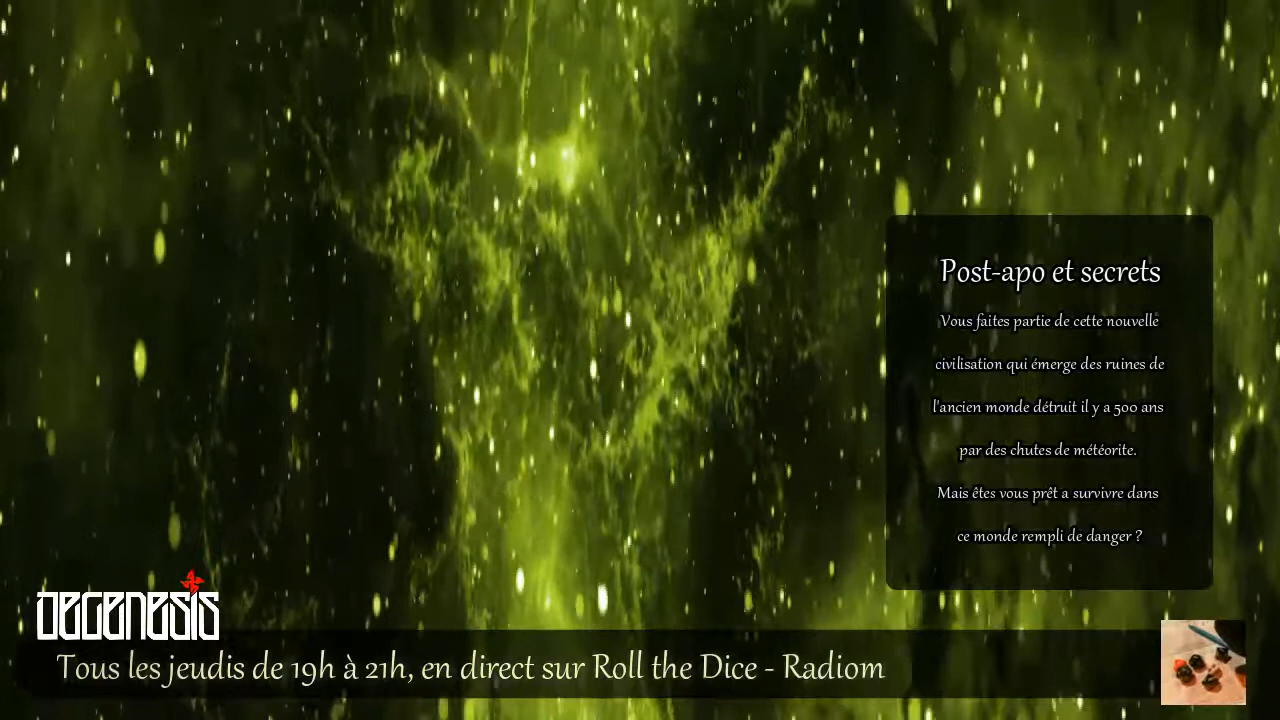 Post-apo et secrets
Vous faites partie de cette nouvelle
civilisation qui émerge des ruines de
l'ancien monde détruit il y a 500 ans
par des chutes de météorite.
Mais êtes vous prêt a survivre dans
ce monde rempli de danger ?
DEGENESIS
Tous les jeudis de 19h à 21h, en direct sur Roll the Dice - Radiom